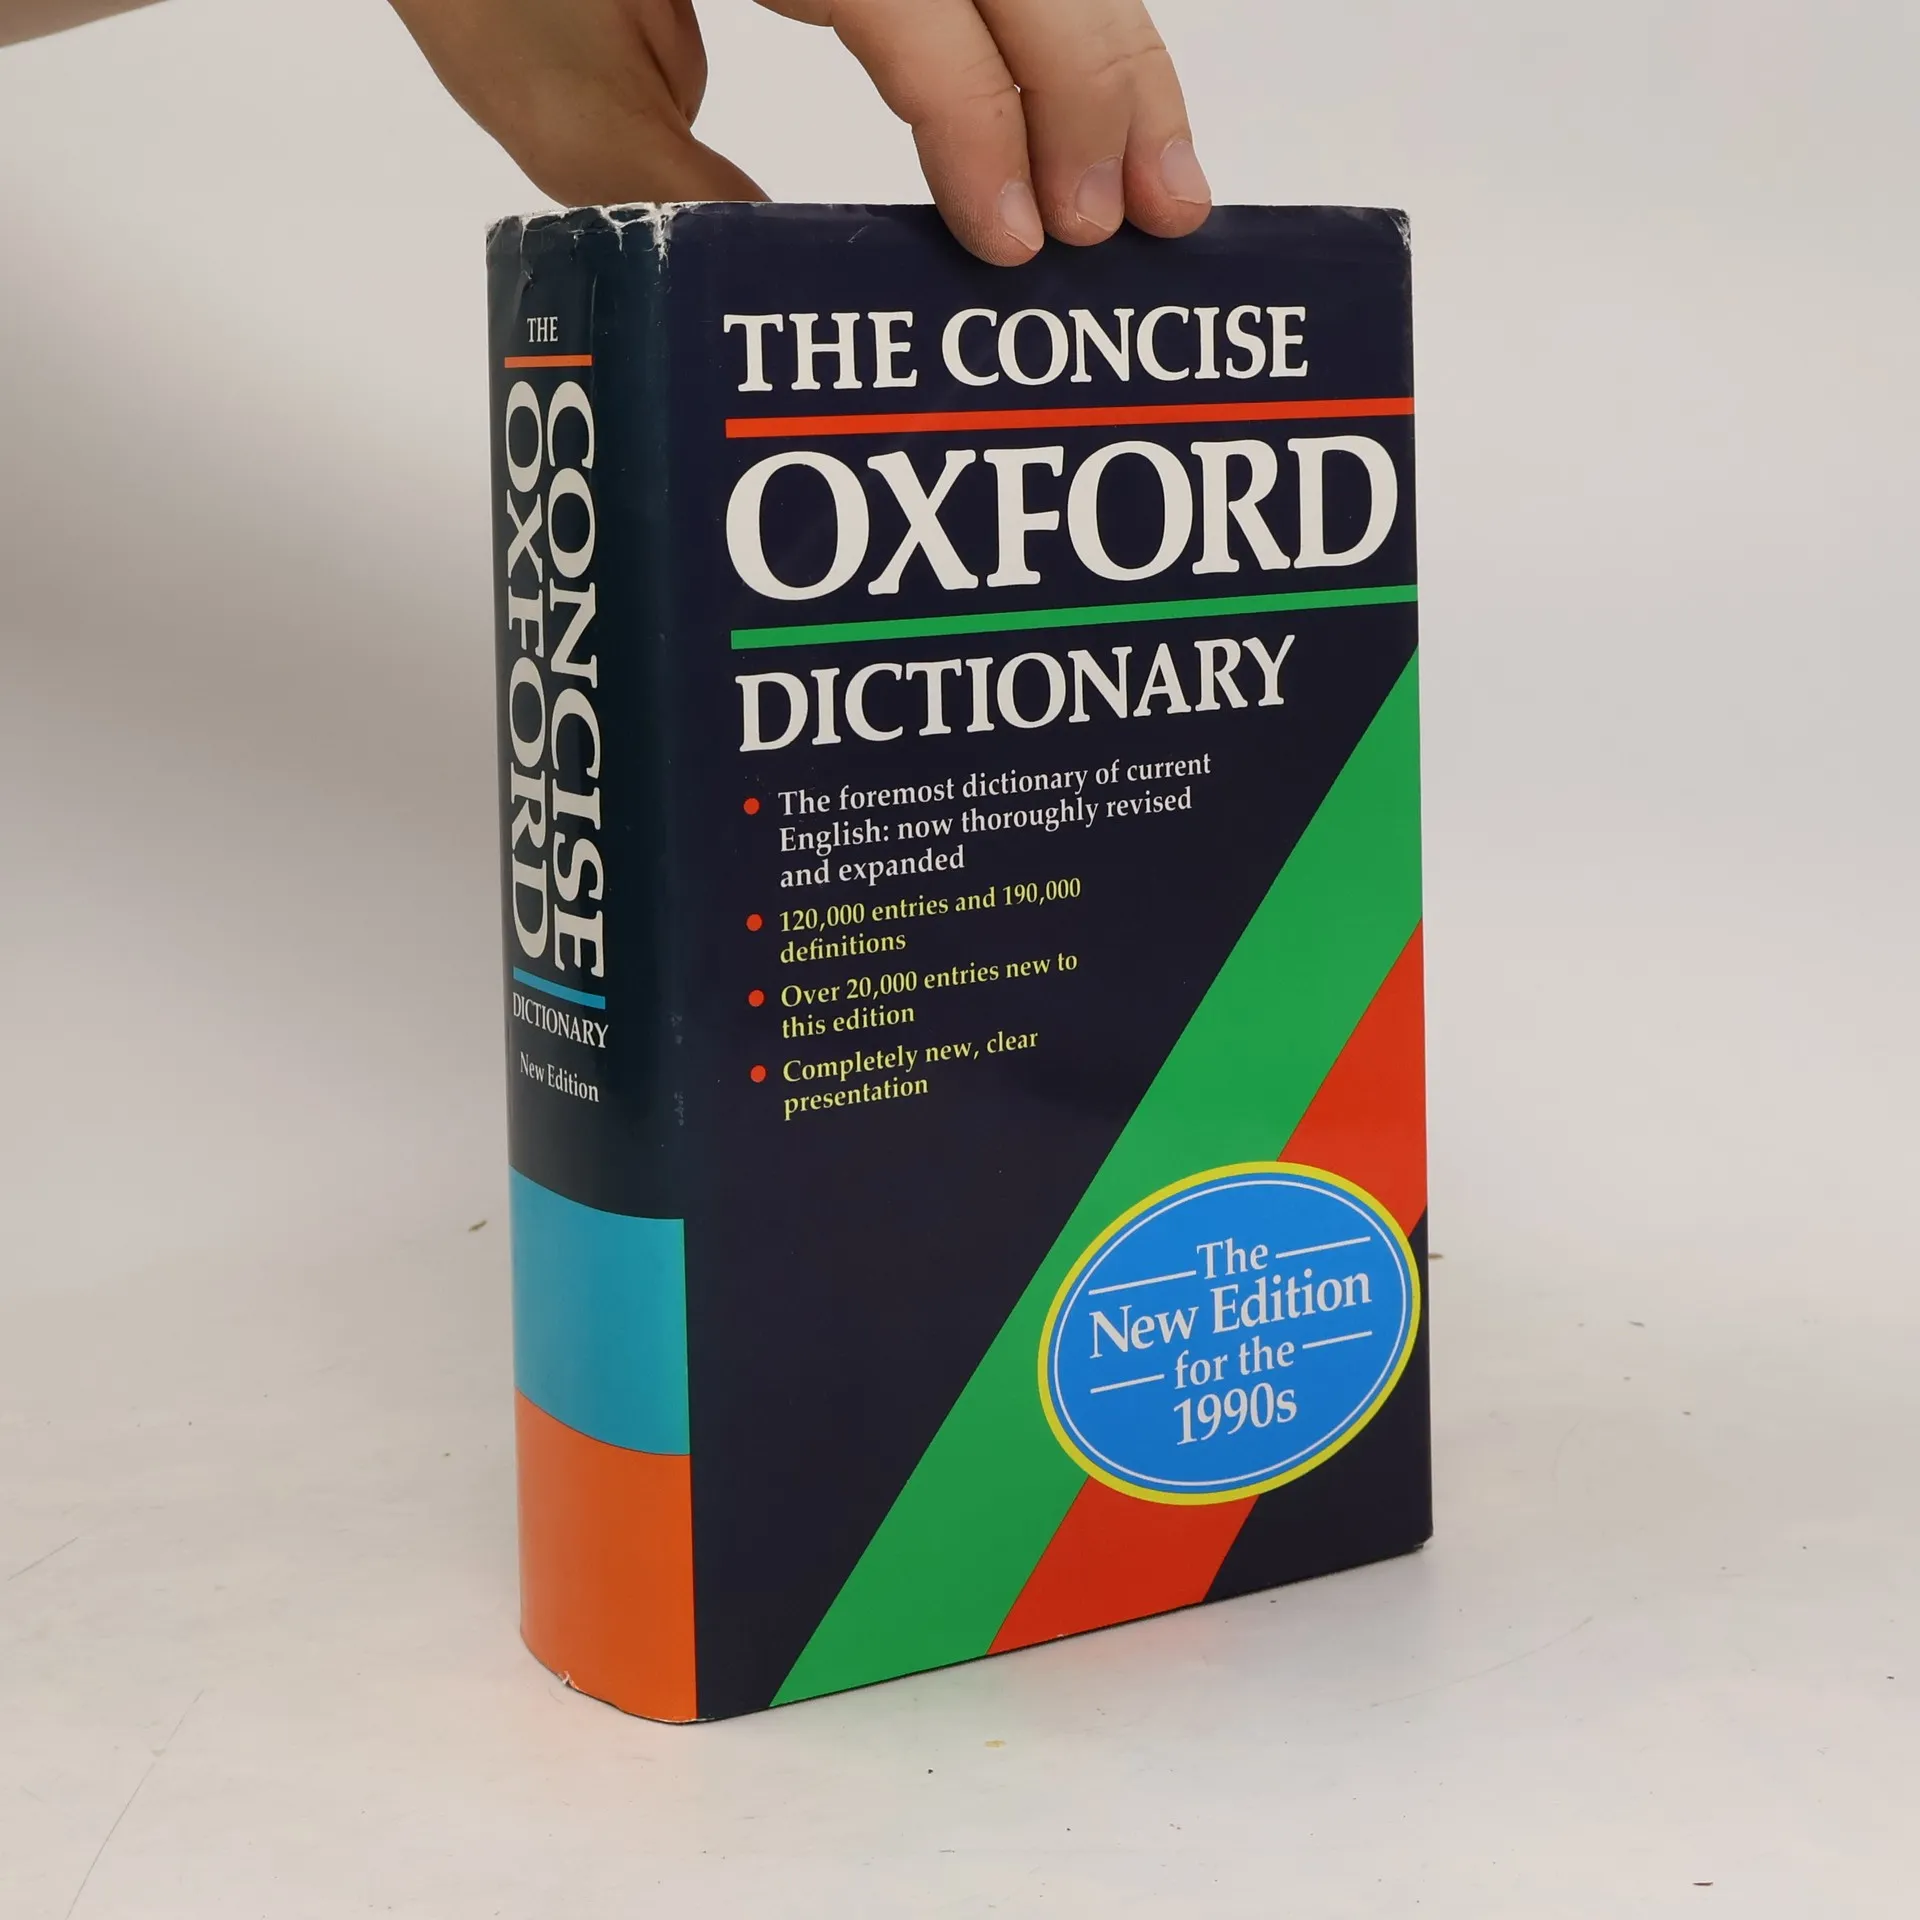 THE
CONCISE
OXFORD
DICTIONARY
New Edition
THE CONCISE
OXFORD
DICTIONARY
The foremost dictionary of current
English: now thoroughly revised
and expanded
120,000 entries and 190,000
definitions
Over 20,000 entries new to
this edition
Completely new, clear
presentation
The
New Edition
for the
1990s